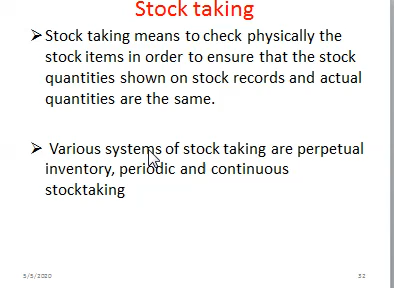 Stock taking
➢ Stock taking means to check physically the
stock items in order to ensure that the stock
quantities shown on stock records and actual
quantities are the same.
➢ Various systems of stock taking are perpetual
inventory, periodic and continuous
stocktaking
5/5/2020
32